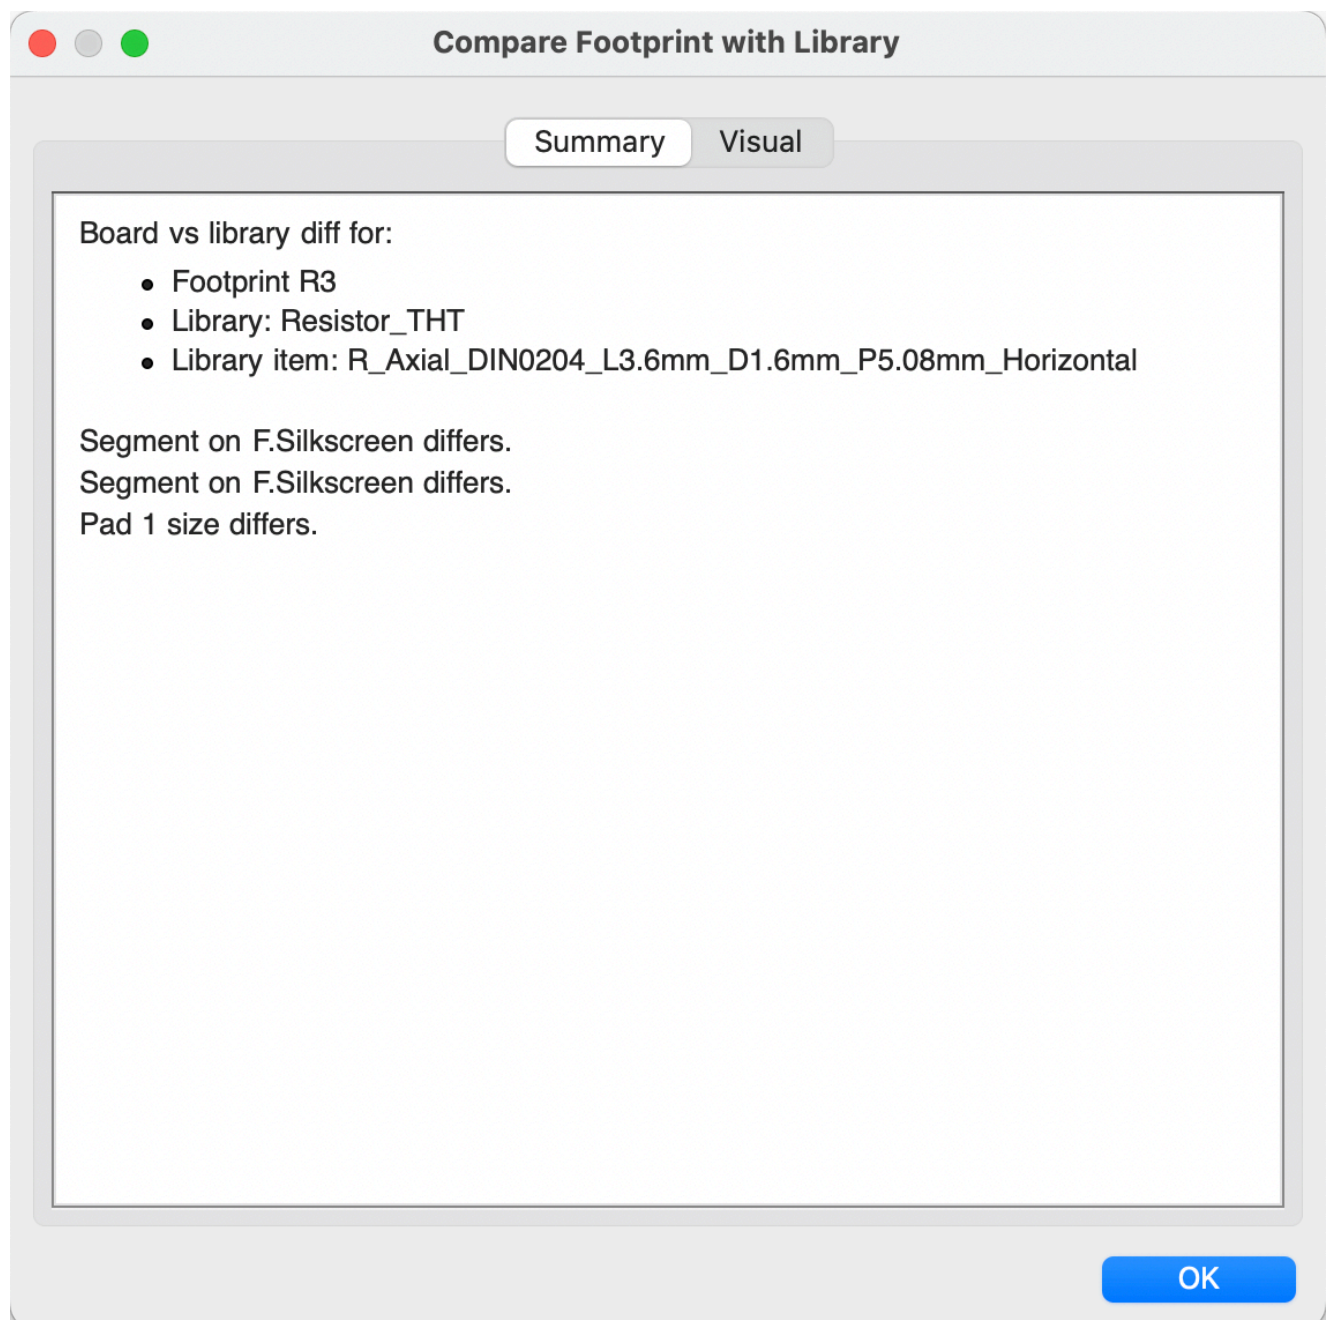 Compare Footprint with Library
Summary
Visual
Board vs library diff for:
• Footprint R3
• Library: Resistor_THT
• Library item: R_Axial_DIN0204_L3.6mm_D1.6mm_P5.08mm_Horizontal
Segment on F.Silkscreen differs.
Segment on F.Silkscreen differs.
Pad 1 size differs.
OK